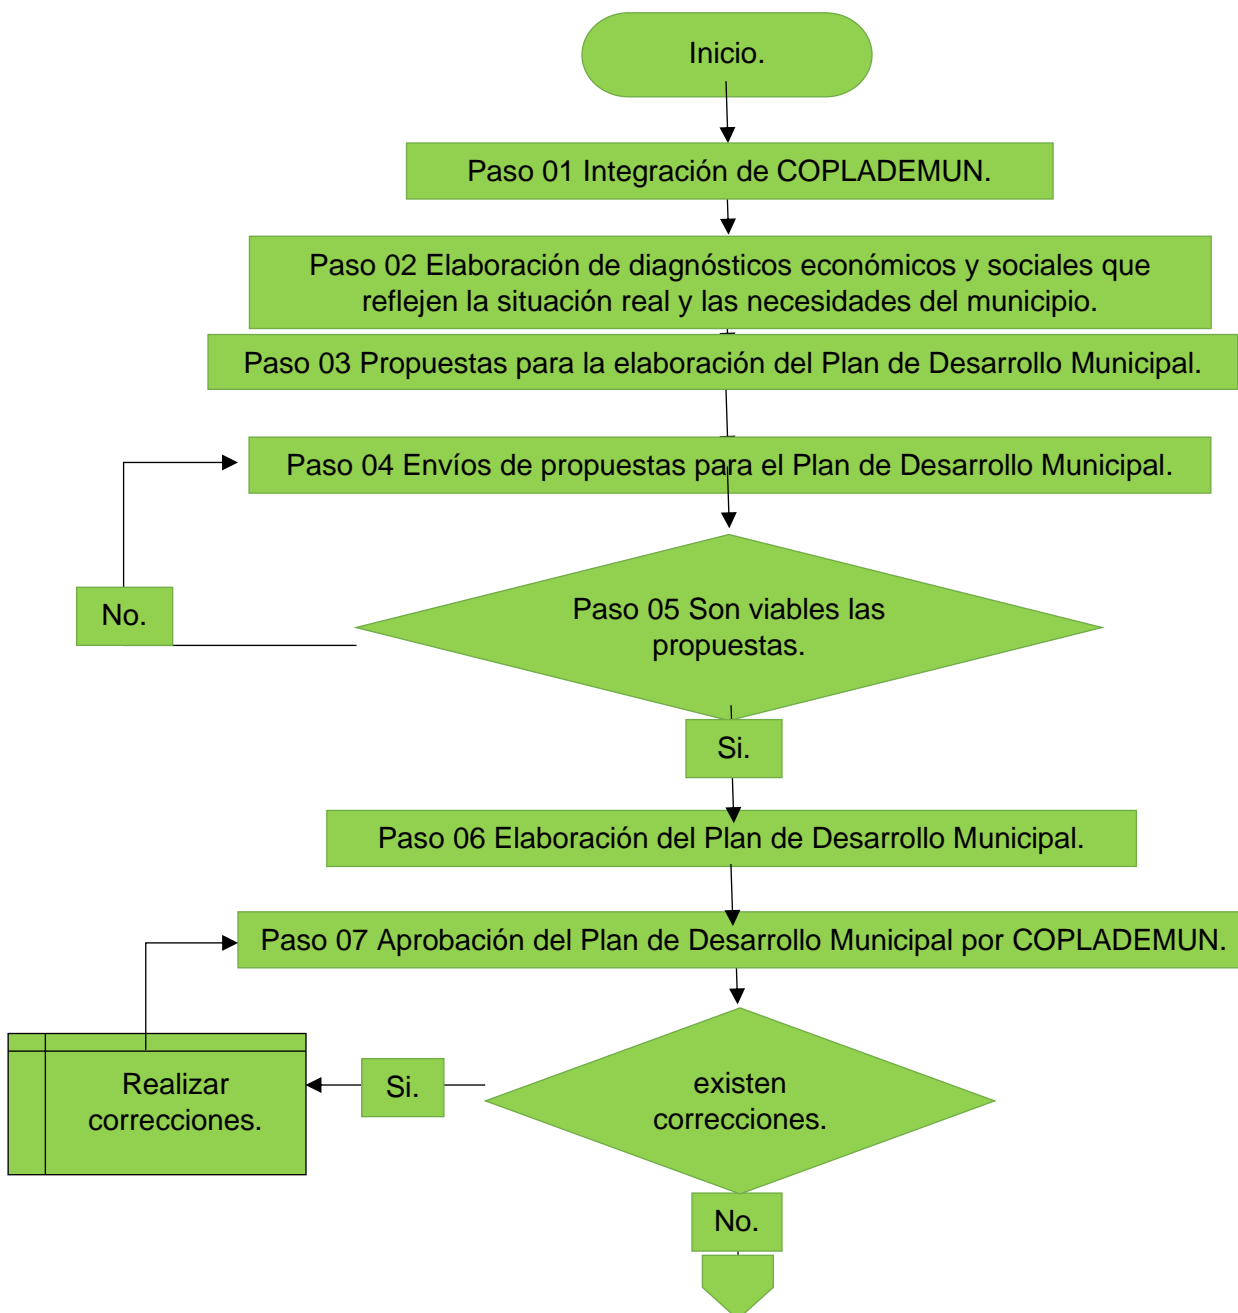 Inicio.
Paso 01 Integración de COPLADEMUN.
Paso 02 Elaboración de diagnósticos económicos y sociales que
reflejen la situación real y las necesidades del municipio.
Paso 03 Propuestas para la elaboración del Plan de Desarrollo Municipal.
Paso 04 Envíos de propuestas para el Plan de Desarrollo Municipal.
No.
Paso 05 Son viables las
propuestas.
Si.
Paso 06 Elaboración del Plan de Desarrollo Municipal.
Paso 07 Aprobación del Plan de Desarrollo Municipal por COPLADEMUN.
Realizar
correcciones.
Si.
existen
correcciones.
No.